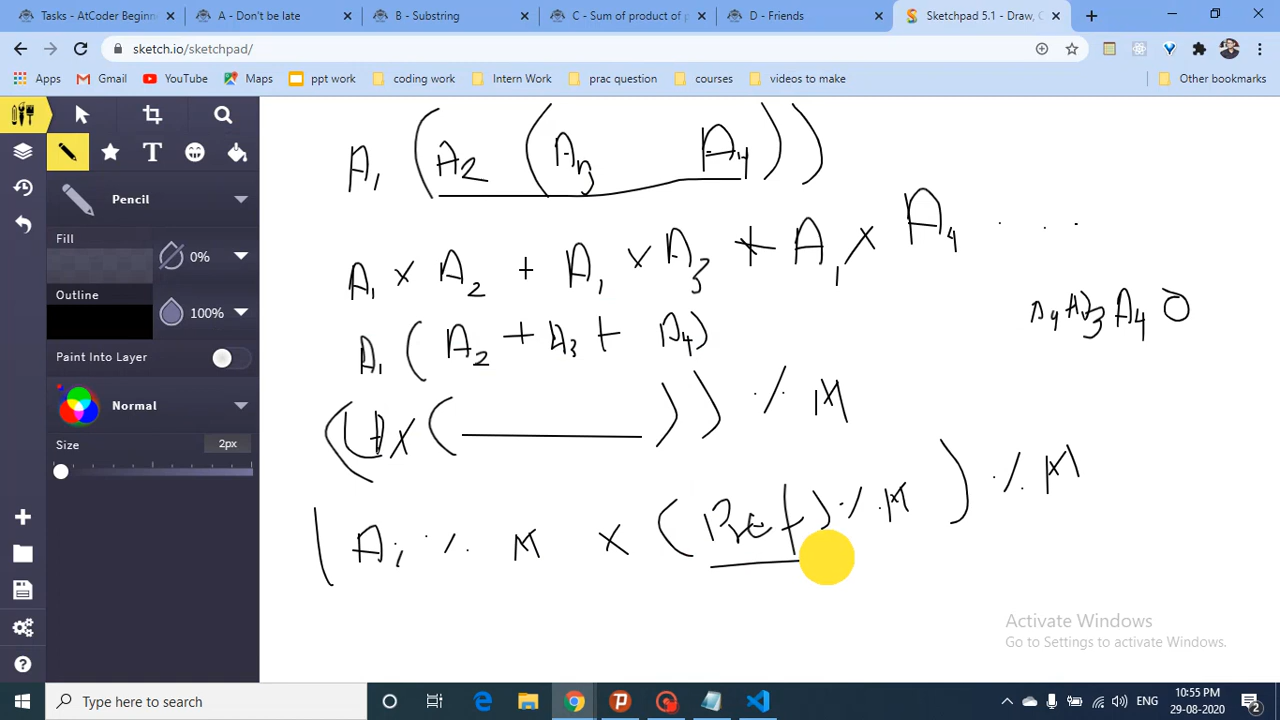 Tasks - AtCoder Beginn
A - Don't be late
B - Substring
C - Sum of product of p
D - Friends
Sketchpad 5.1 - Draw, C
sketch.io/sketchpad/
Apps
Gmail
YouTube
Maps
ppt work
coding work
Intern Work
prac question
courses
videos to make
Other bookmarks
Pencil
Fill
0%
Outline
100%
Paint Into Layer
Normal
Size
2px
A1 (A2 (A3 A4))
A1 x A2 + A1 x A3 + A1 x A4 . . .
A1 (A2 + A3 + A4)
A4 0
x ( ) ) % M
(Ai % M x (Pref) % M) % M
Activate Windows
Go to Settings to activate Windows.
Type here to search
ENG
10:55 PM
29-08-2020
2